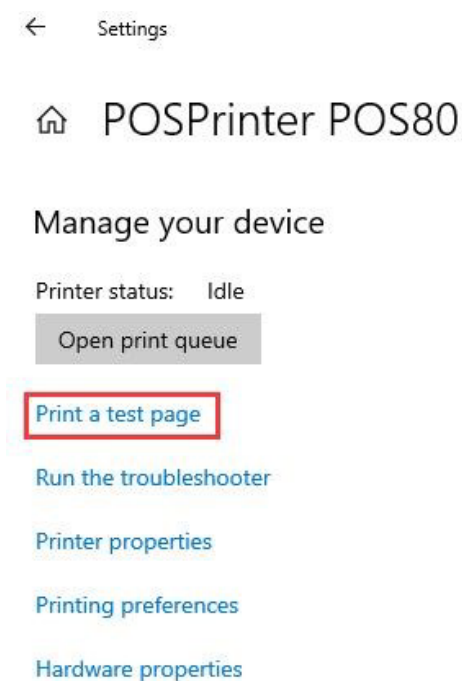 Settings
POSPrinter POS80
Manage your device
Printer status: Idle
Open print queue
Print a test page
Run the troubleshooter
Printer properties
Printing preferences
Hardware properties